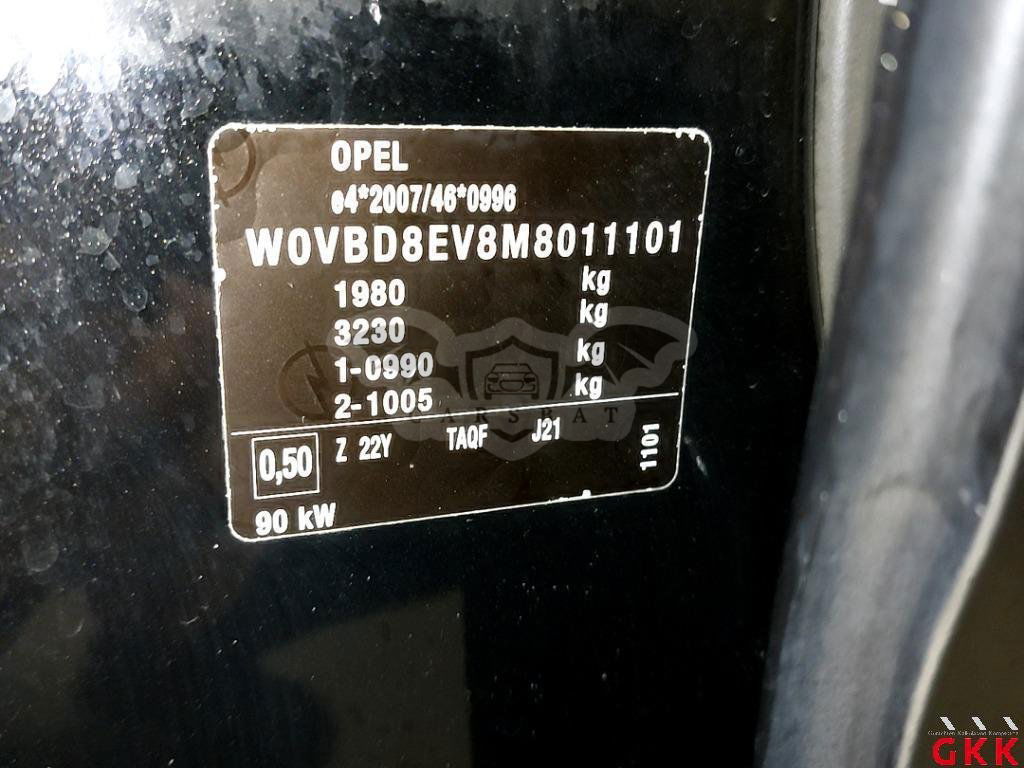 OPEL
e4*2007/46*0996
W0VBD8EV8M8011101
1980 kg
3230 kg
1-0990 kg
2-1005 kg
0,50 Z 22Y TAQF J21 1101
90 kW
CARSBAT
GKK